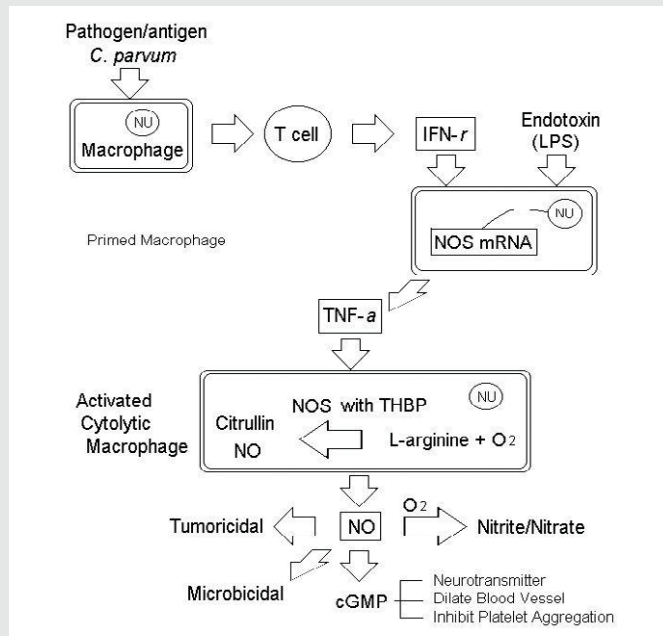 Pathogen/antigen
C. parvum
NU
Macrophage
T cell
IFN-r
Endotoxin
(LPS)
NU
NOS mRNA
Primed Macrophage
TNF-a
Activated
Cytolytic
Macrophage
NU
NOS with THBP
Citrullin
NO
L-arginine + O2
Tumoricidal
NO
O2
Nitrite/Nitrate
Microbicidal
cGMP
Neurotransmitter
Dilate Blood Vessel
Inhibit Platelet Aggregation